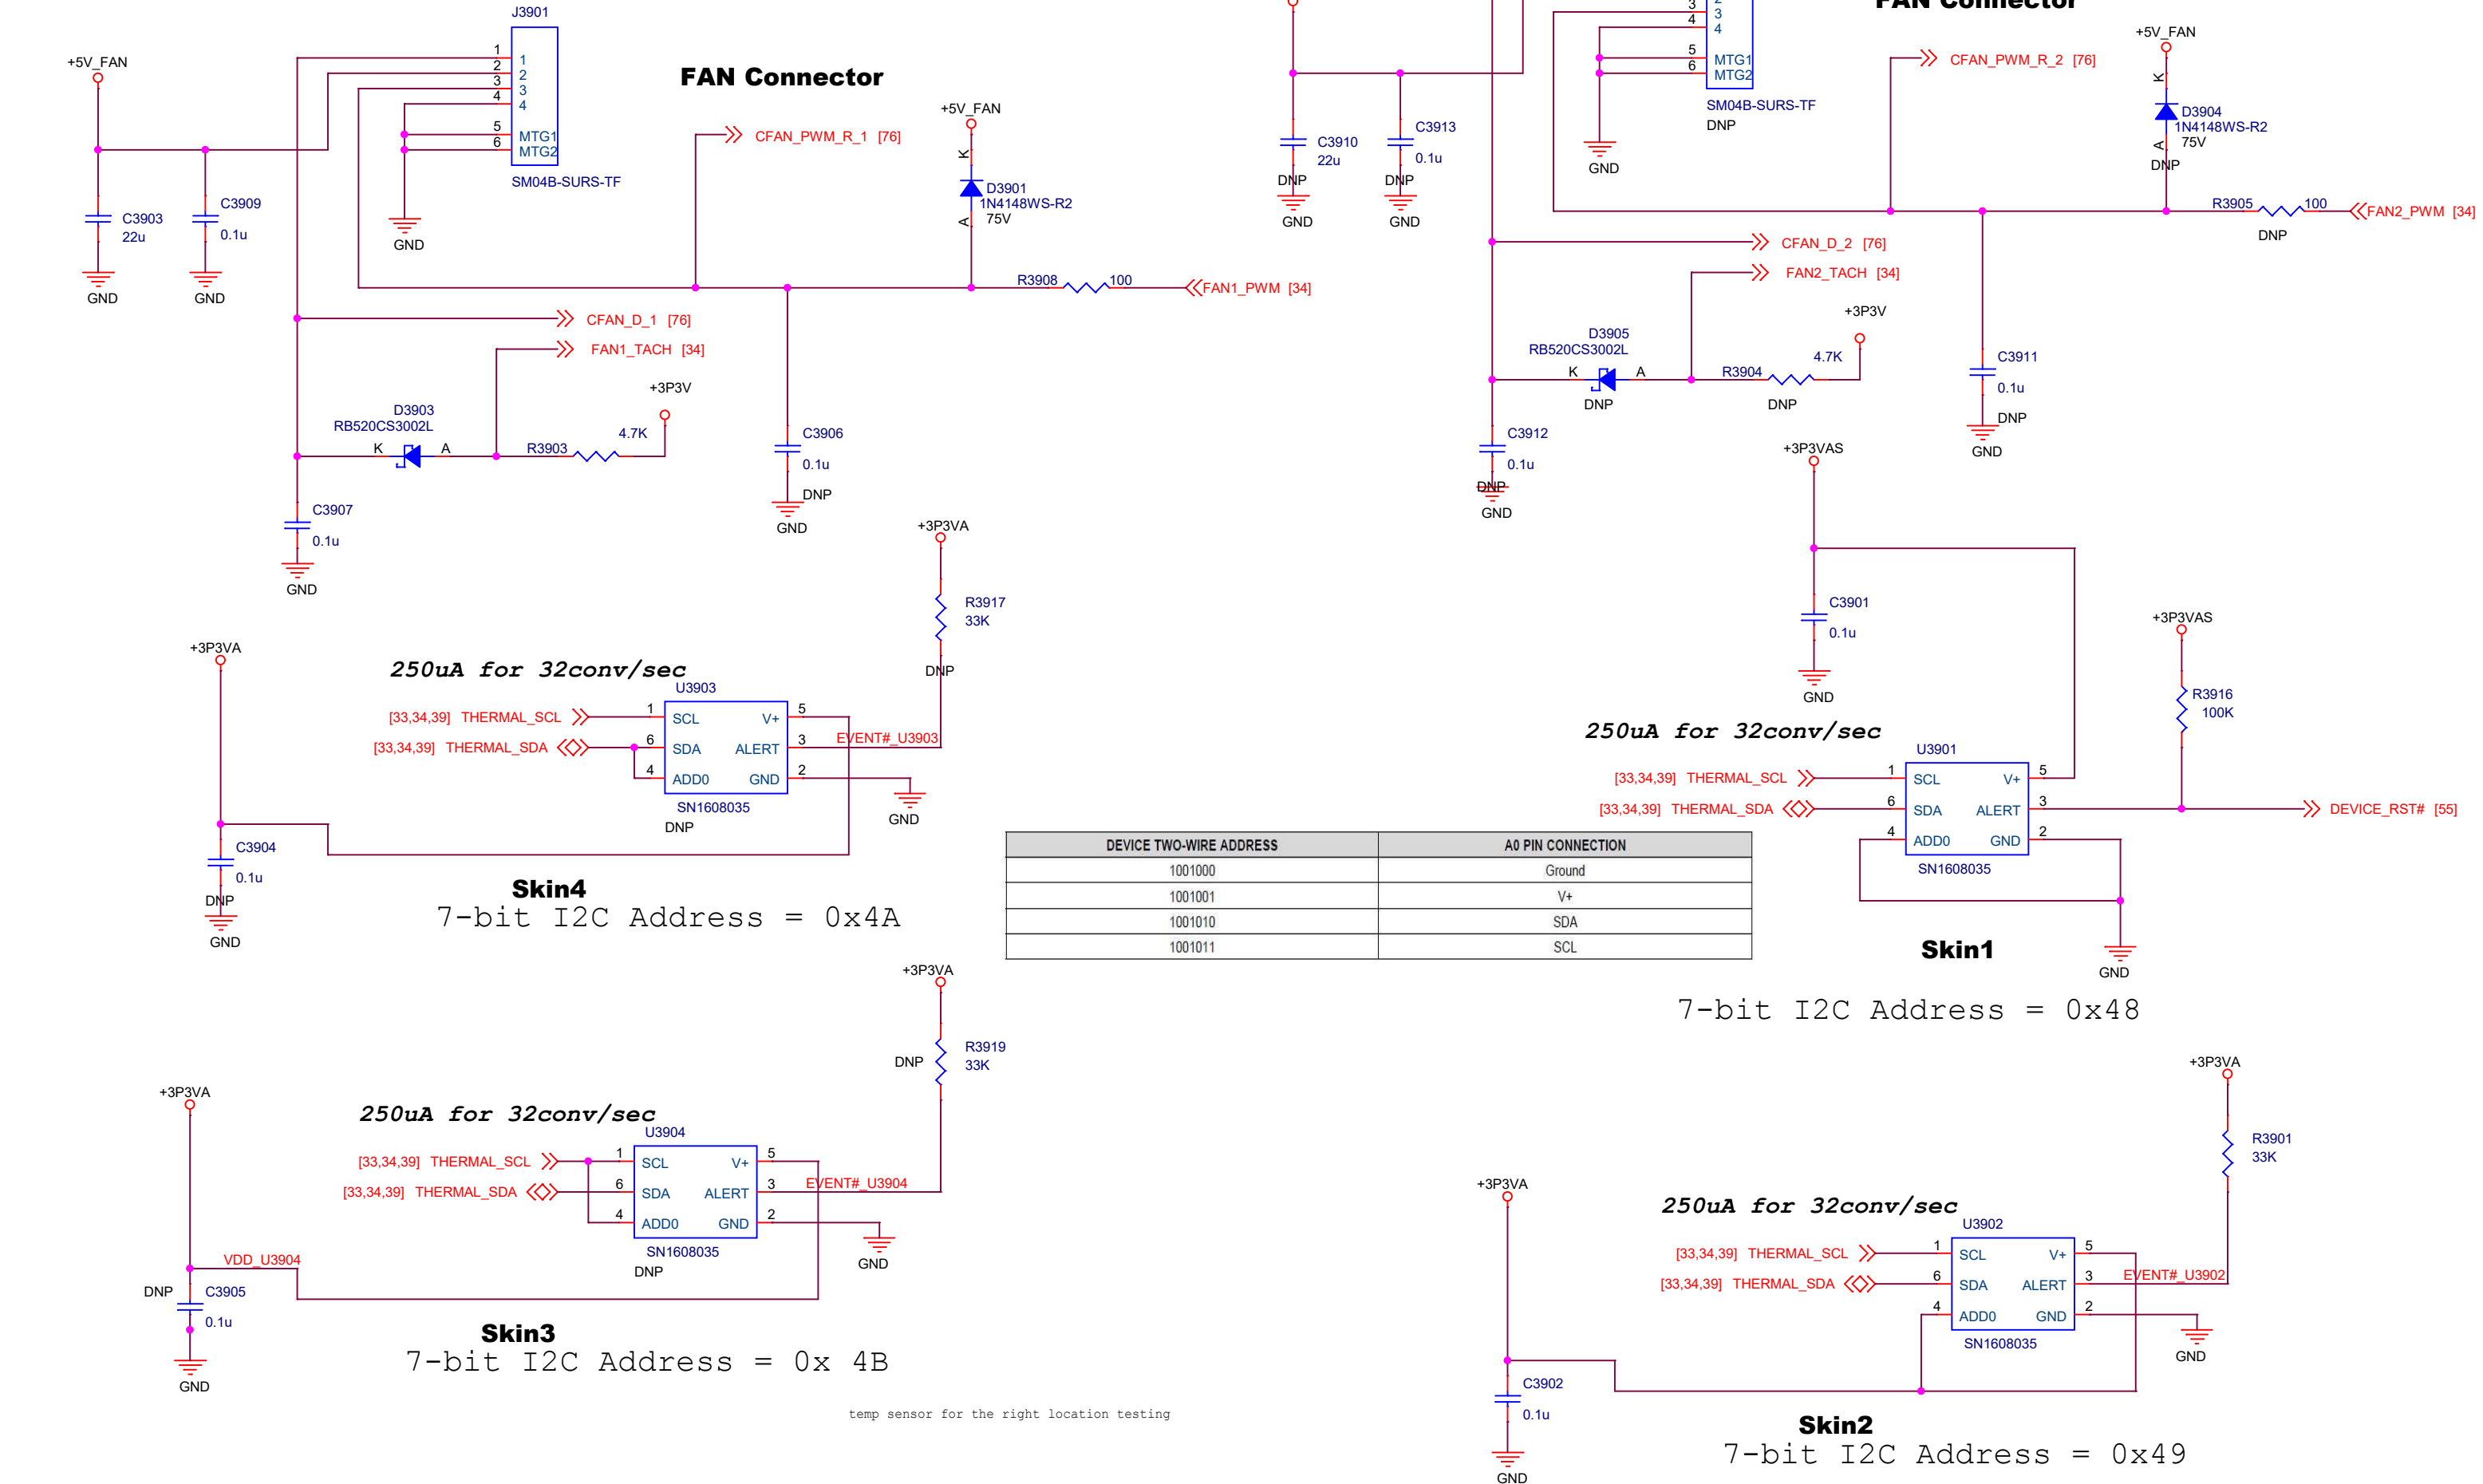 J3901
1
2
3
4
5
6
1
2
3
4
MTG1
MTG2
SM04B-SURS-TF
FAN Connector
+5V_FAN
C3903
22u
GND
C3909
0.1u
GND
GND
CFAN_PWM_R_1 [76]
+5V_FAN
K
D3901
1N4148WS-R2
75V
A
R3908
100
FAN1_PWM [34]
CFAN_D_1 [76]
FAN1_TACH [34]
+3P3V
D3903
RB520CS3002L
K
A
R3903
4.7K
C3906
0.1u
DNP
GND
C3907
0.1u
GND
FAN Connector
3
4
5
6
2
3
4
MTG1
MTG2
SM04B-SURS-TF
DNP
C3910
22u
DNP
GND
C3913
0.1u
DNP
GND
GND
CFAN_PWM_R_2 [76]
+5V_FAN
K
D3904
1N4148WS-R2
75V
A
DNP
R3905
100
DNP
FAN2_PWM [34]
CFAN_D_2 [76]
FAN2_TACH [34]
+3P3V
D3905
RB520CS3002L
K
A
DNP
R3904
4.7K
DNP
C3911
0.1u
DNP
GND
C3912
0.1u
DNP
GND
+3P3VA
R3917
33K
DNP
+3P3VA
250uA for 32conv/sec
U3903
[33,34,39] THERMAL_SCL
[33,34,39] THERMAL_SDA
1
6
4
SCL
SDA
ADD0
V+
ALERT
GND
5
3
2
EVENT#_U3903
SN1608035
DNP
GND
C3904
0.1u
DNP
GND
Skin4
7-bit I2C Address = 0x4A
DEVICE TWO-WIRE ADDRESS
A0 PIN CONNECTION
1001000
Ground
1001001
V+
1001010
SDA
1001011
SCL
+3P3VAS
C3901
0.1u
GND
+3P3VAS
R3916
100K
250uA for 32conv/sec
U3901
[33,34,39] THERMAL_SCL
[33,34,39] THERMAL_SDA
1
6
4
SCL
SDA
ADD0
V+
ALERT
GND
5
3
2
DEVICE_RST# [55]
SN1608035
GND
Skin1
7-bit I2C Address = 0x48
+3P3VA
R3919
33K
DNP
+3P3VA
250uA for 32conv/sec
U3904
[33,34,39] THERMAL_SCL
[33,34,39] THERMAL_SDA
1
6
4
SCL
SDA
ADD0
V+
ALERT
GND
5
3
2
EVENT#_U3904
SN1608035
DNP
GND
VDD_U3904
DNP
C3905
0.1u
GND
Skin3
7-bit I2C Address = 0x 4B
temp sensor for the right location testing
+3P3VA
R3901
33K
+3P3VA
250uA for 32conv/sec
U3902
[33,34,39] THERMAL_SCL
[33,34,39] THERMAL_SDA
1
6
4
SCL
SDA
ADD0
V+
ALERT
GND
5
3
2
EVENT#_U3902
SN1608035
GND
C3902
0.1u
GND
Skin2
7-bit I2C Address = 0x49